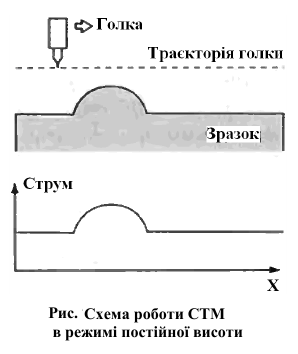 Голка
Траєкторія голки
Зразок
Струм
X
Рис. Схема роботи СТМ
в режимі постійної висоти